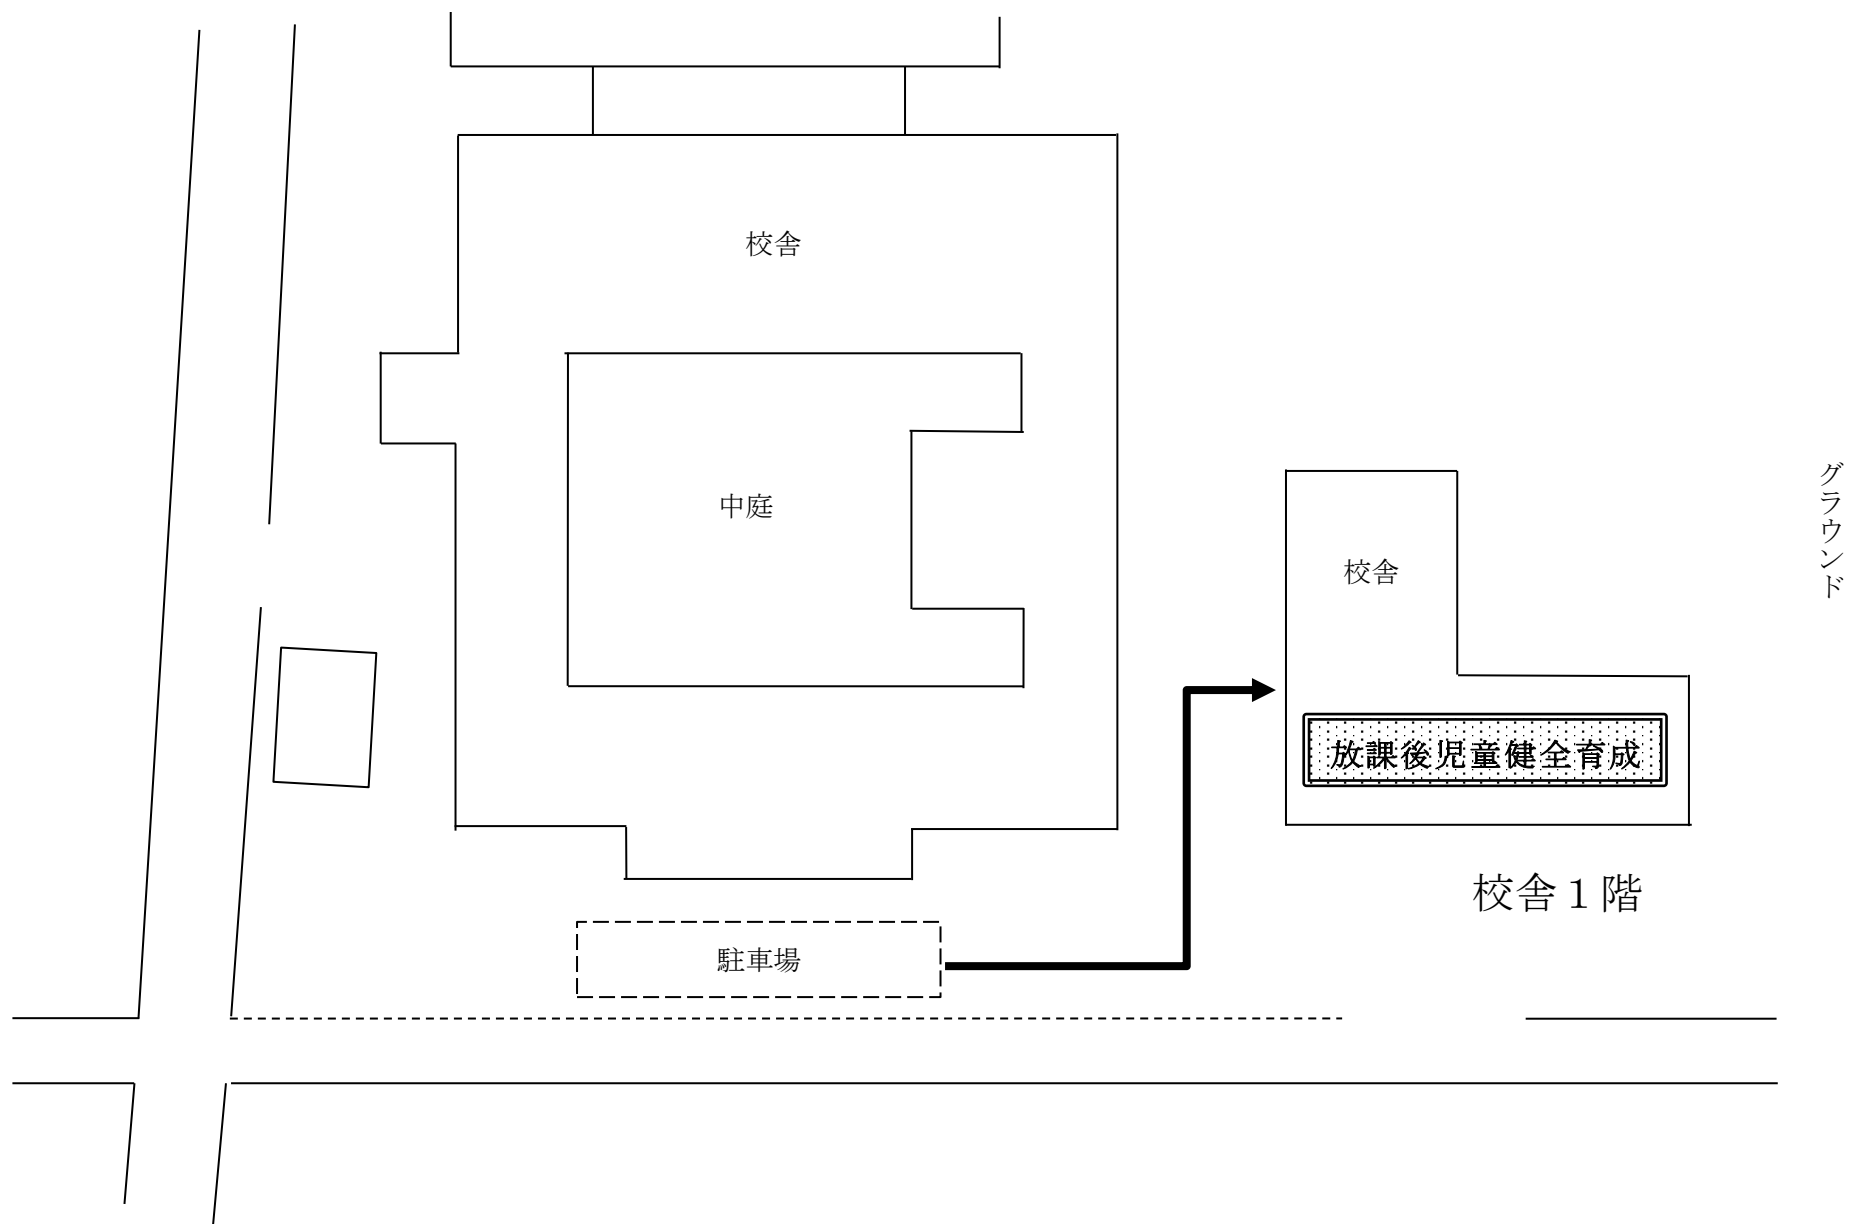 校舎
中庭
グラウンド
校舎
放課後児童健全育成
校舎１階
駐車場